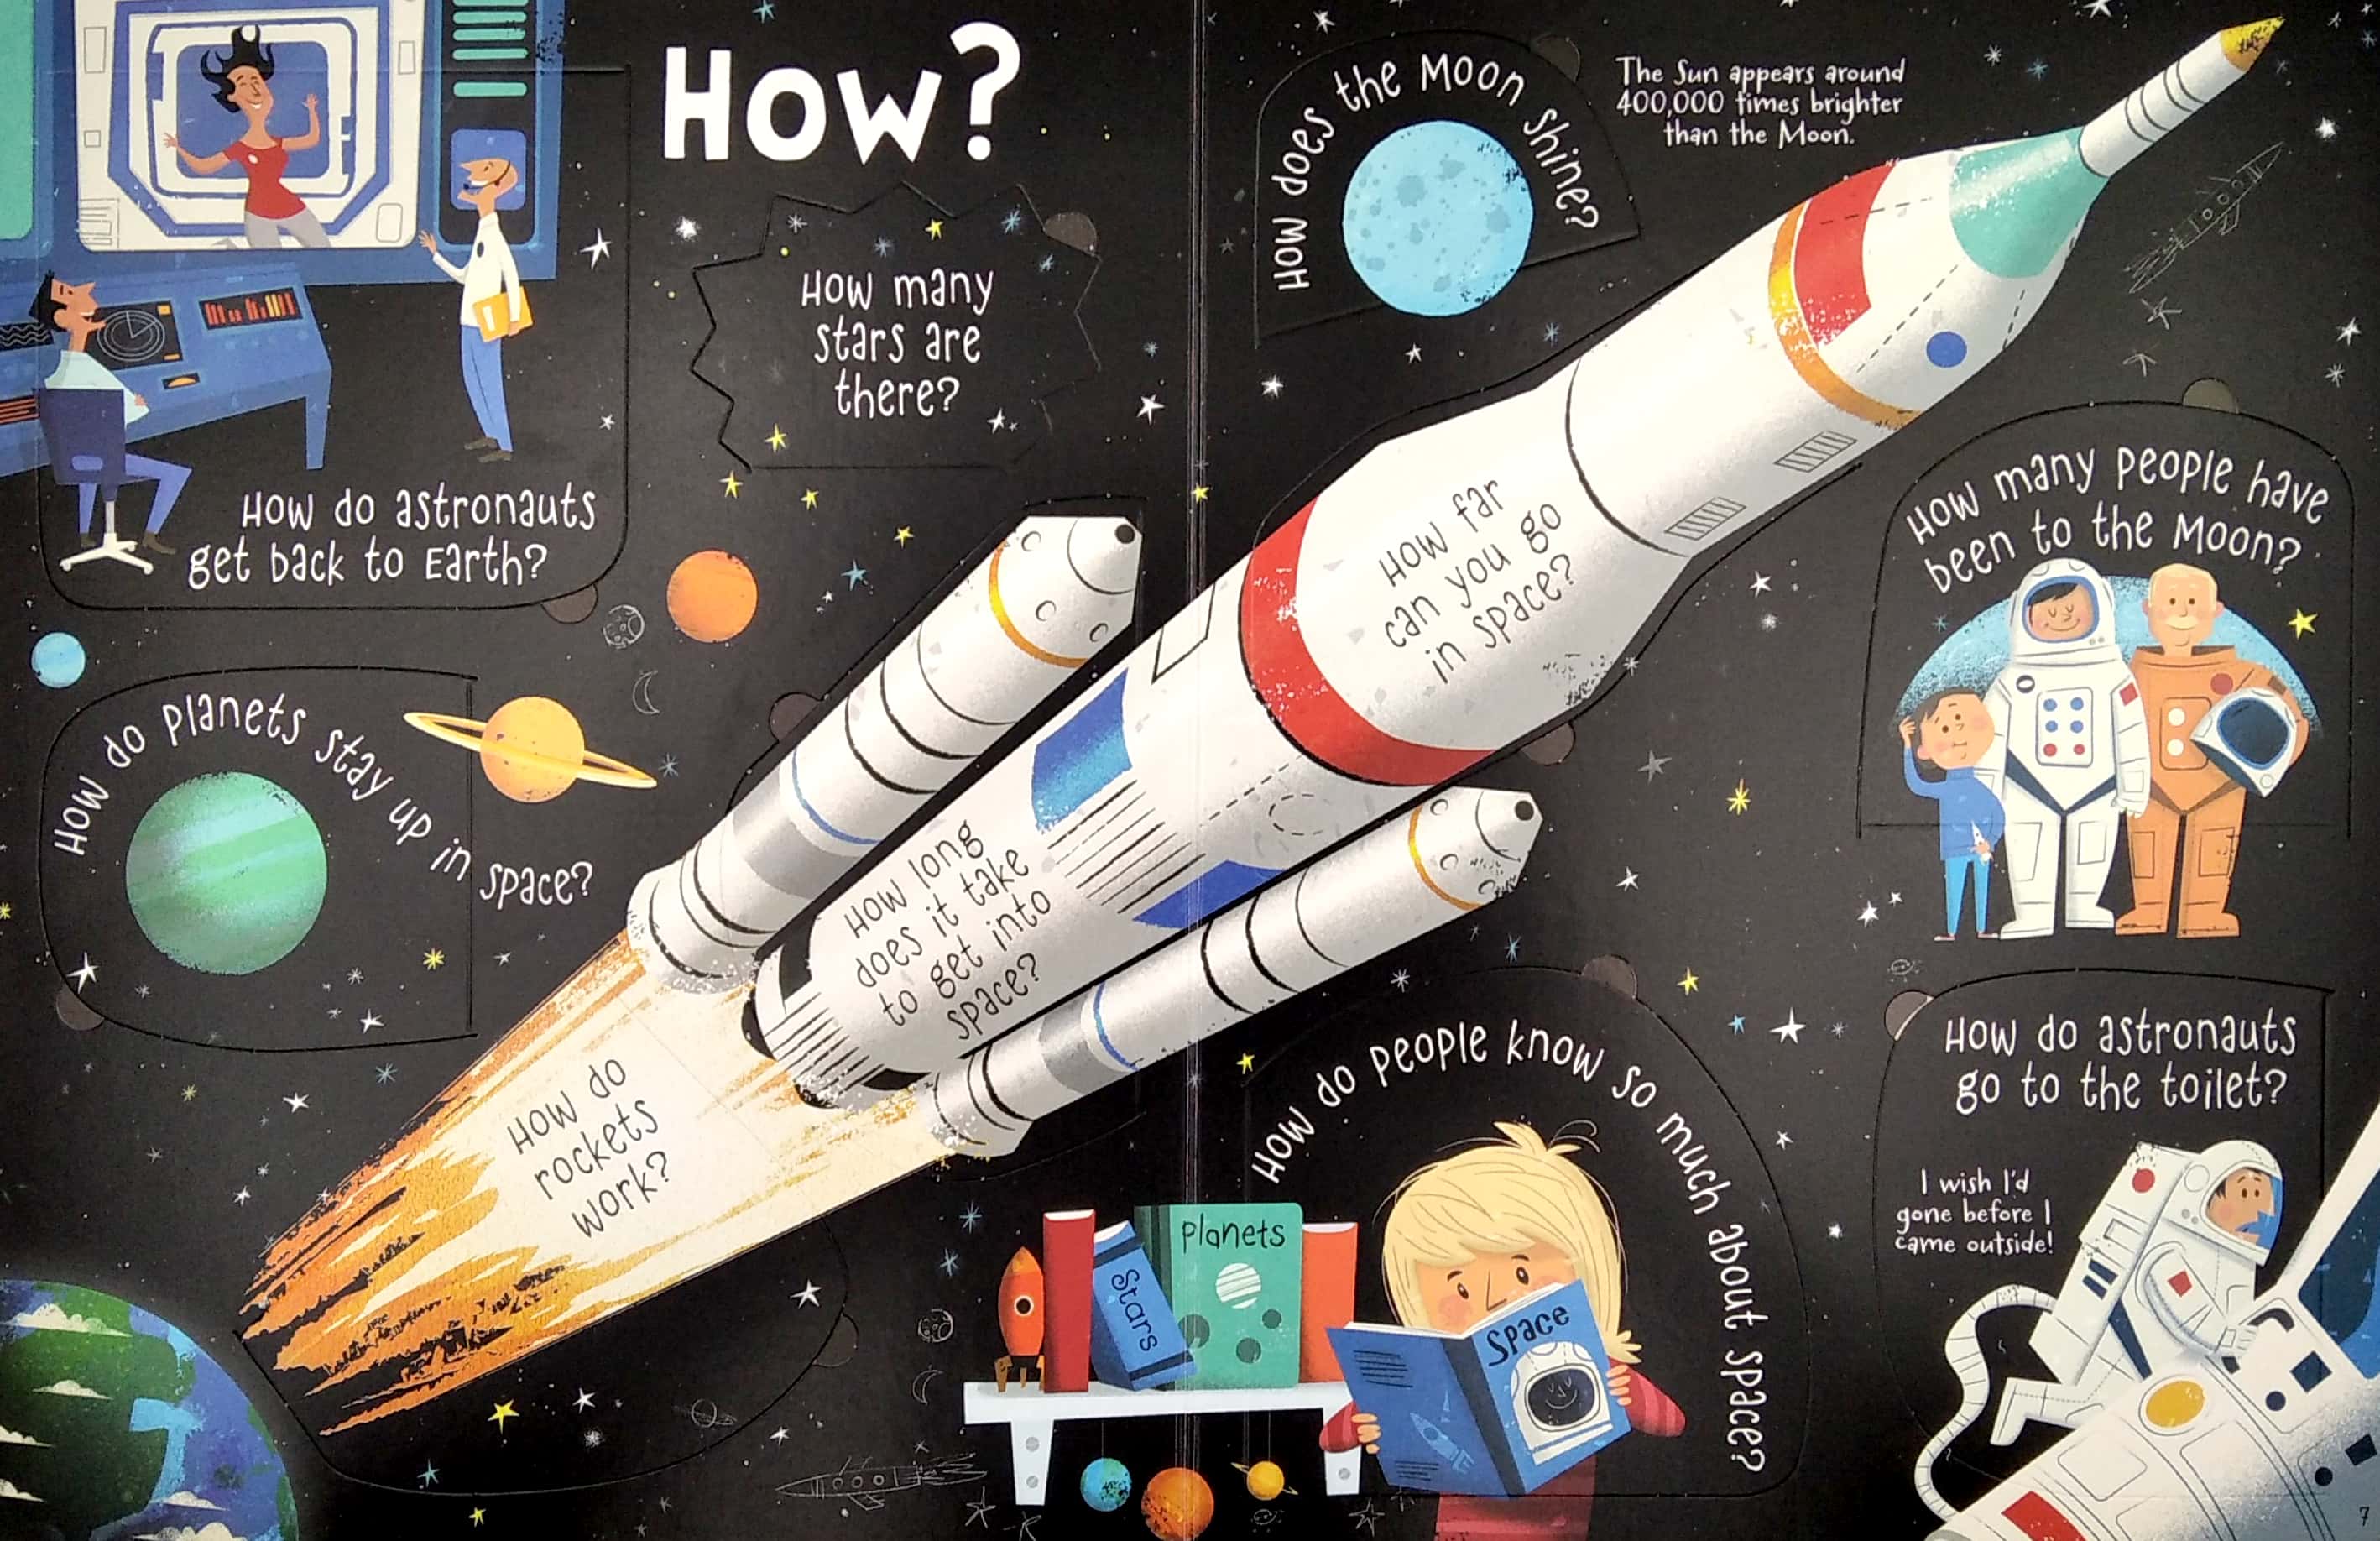 How?
How do astronauts
get back to Earth?
How many
stars are
there?
How does the Moon shine?
The Sun appears around
400,000 times brighter
than the Moon.
How far
can you go
in space?
How many people have
been to the Moon?
How do planets stay up in space?
How long
does it take
to get into
space?
How do
rockets
work?
How do people know so much about space?
Stars
Planets
Space
How do astronauts
go to the toilet?
I wish I'd
gone before I
came outside!
7